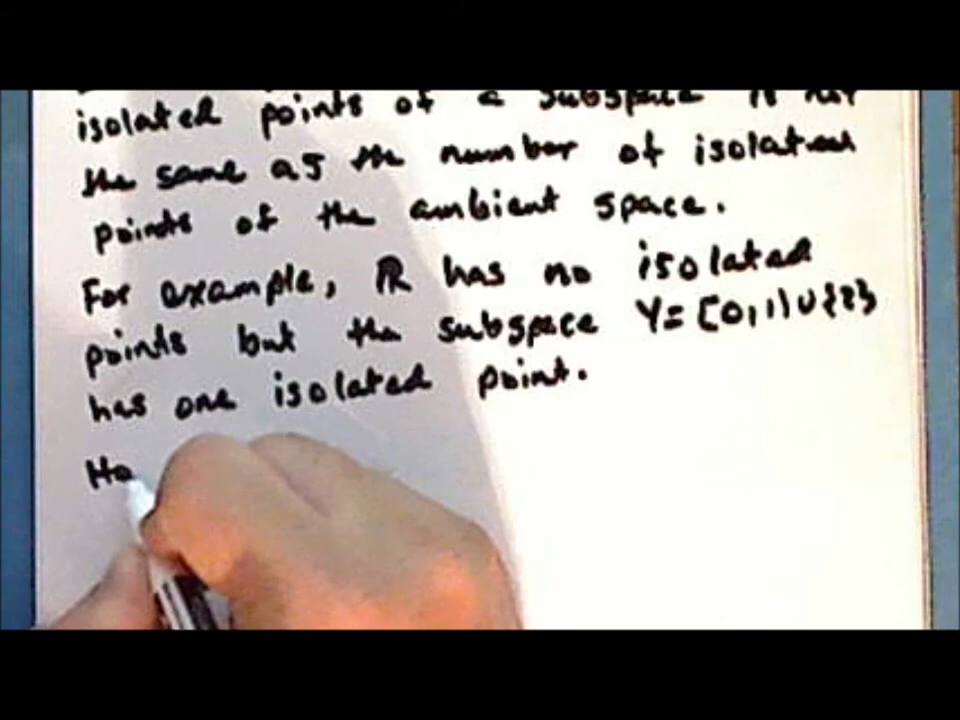 isolated points of a subspace is not
the same as the number of isolated
points of the ambient space.
For example, ℝ has no isolated
points but the subspace Y = [0,1) ∪ {2}
has one isolated point.
Ho